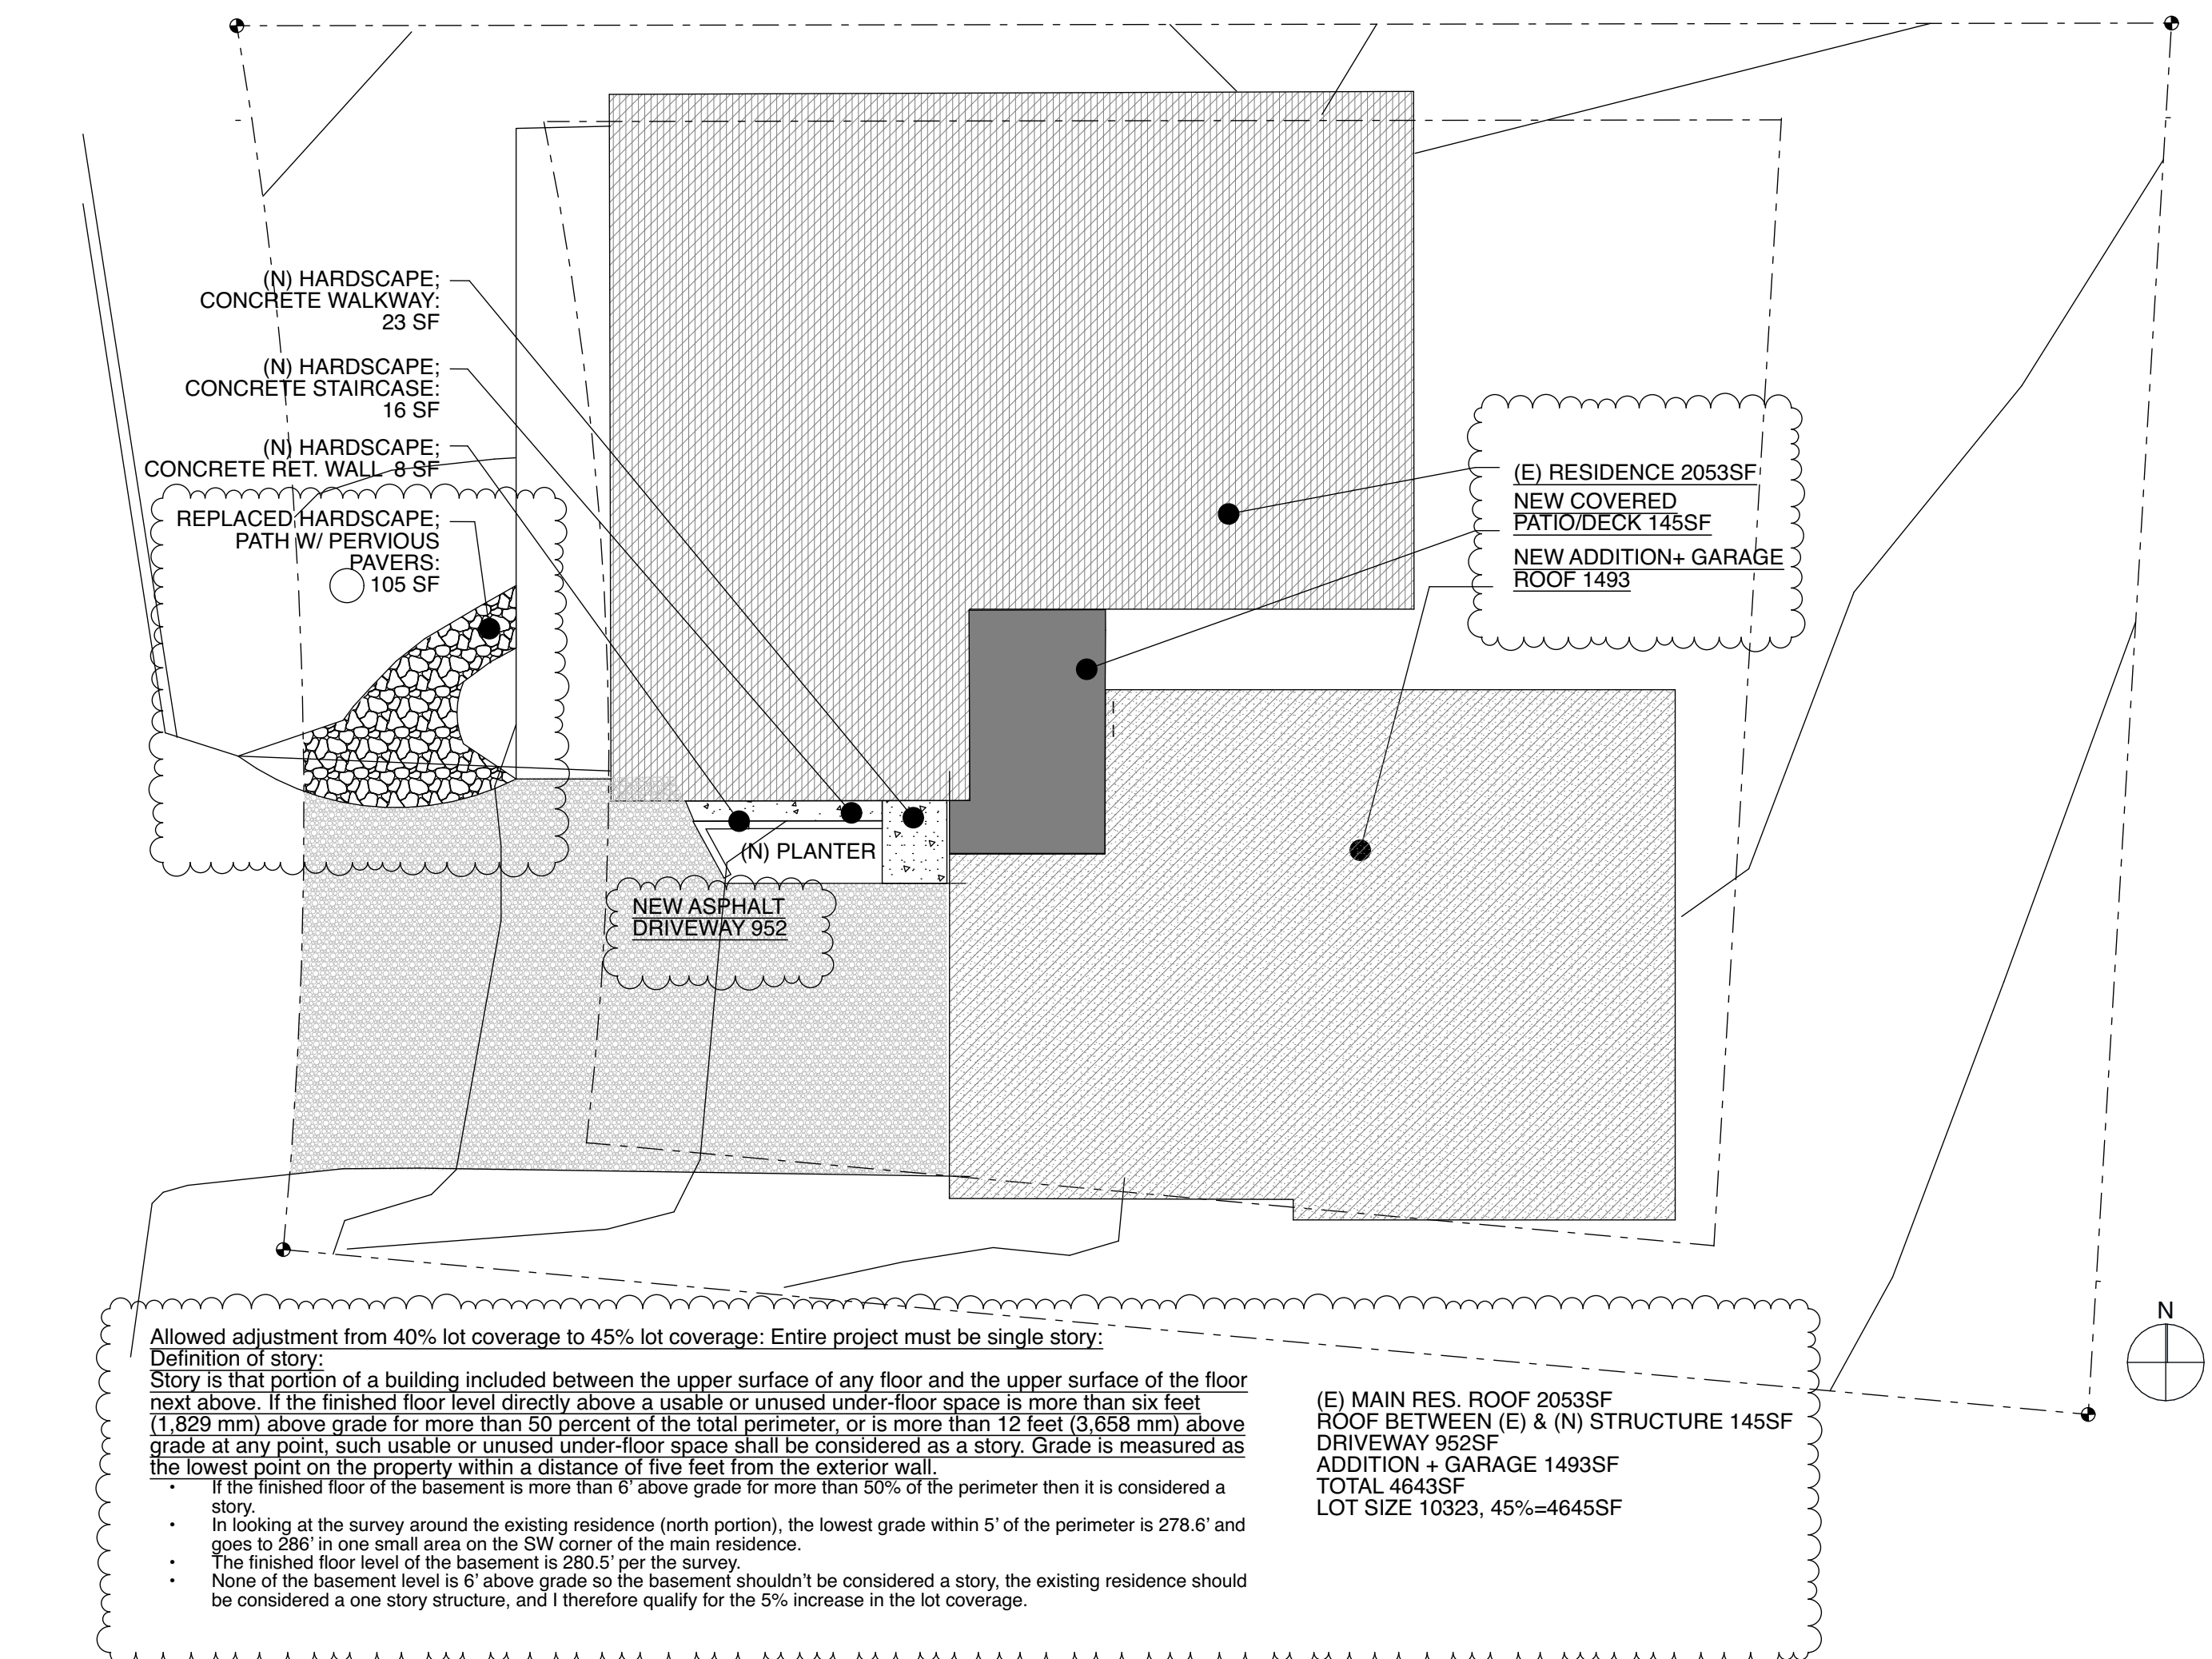 (N) HARDSCAPE;
CONCRETE WALKWAY:
23 SF
(N) HARDSCAPE;
CONCRETE STAIRCASE:
16 SF
(N) HARDSCAPE;
CONCRETE RET. WALL  8 SF
REPLACED HARDSCAPE;
PATH W/ PERVIOUS
PAVERS:
105 SF
(E) RESIDENCE 2053SF
NEW COVERED
PATIO/DECK 145SF
NEW ADDITION+ GARAGE
ROOF 1493
(N) PLANTER
NEW ASPHALT
DRIVEWAY 952
N
Allowed adjustment from 40% lot coverage to 45% lot coverage: Entire project must be single story:
Definition of story:
Story is that portion of a building included between the upper surface of any floor and the upper surface of the floor
next above. If the finished floor level directly above a usable or unused under-floor space is more than six feet
(1,829 mm) above grade for more than 50 percent of the total perimeter, or is more than 12 feet (3,658 mm) above
grade at any point, such usable or unused under-floor space shall be considered as a story. Grade is measured as
the lowest point on the property within a distance of five feet from the exterior wall.
• If the finished floor of the basement is more than 6’ above grade for more than 50% of the perimeter then it is considered a
story.
• In looking at the survey around the existing residence (north portion), the lowest grade within 5’ of the perimeter is 278.6’ and
goes to 286’ in one small area on the SW corner of the main residence.
• The finished floor level of the basement is 280.5’ per the survey.
• None of the basement level is 6’ above grade so the basement shouldn’t be considered a story, the existing residence should
be considered a one story structure, and I therefore qualify for the 5% increase in the lot coverage.
(E) MAIN RES. ROOF 2053SF
ROOF BETWEEN (E) & (N) STRUCTURE 145SF
DRIVEWAY 952SF
ADDITION + GARAGE 1493SF
TOTAL 4643SF
LOT SIZE 10323, 45%=4645SF